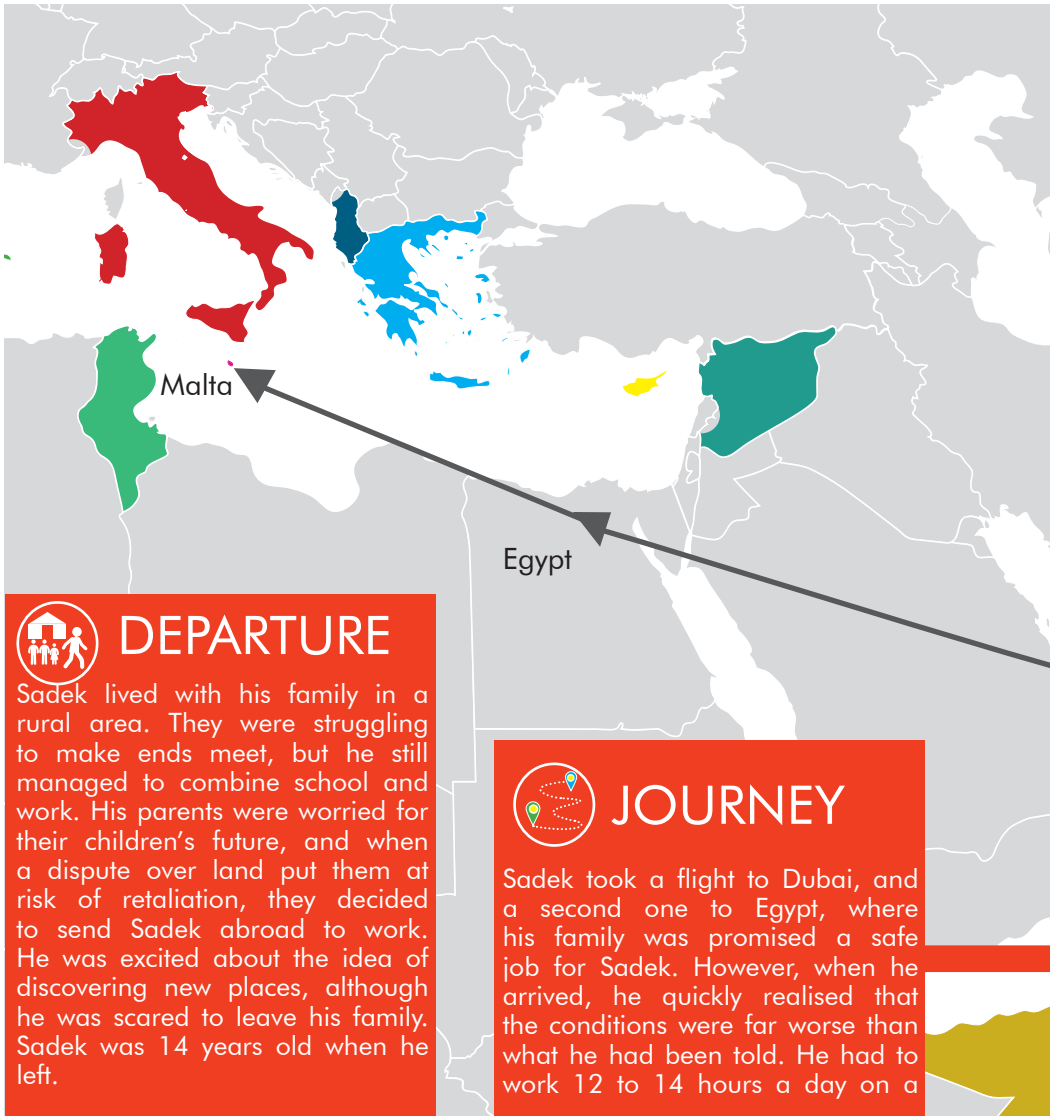 Malta
Egypt
DEPARTURE
Sadek lived with his family in a
rural area. They were struggling
to make ends meet, but he still
managed to combine school and
work. His parents were worried for
their children’s future, and when
a dispute over land put them at
risk of retaliation, they decided
to send Sadek abroad to work.
He was excited about the idea of
discovering new places, although
he was scared to leave his family.
Sadek was 14 years old when he
left.
JOURNEY
Sadek took a flight to Dubai, and
a second one to Egypt, where
his family was promised a safe
job for Sadek. However, when he
arrived, he quickly realised that
the conditions were far worse than
what he had been told. He had to
work 12 to 14 hours a day on a